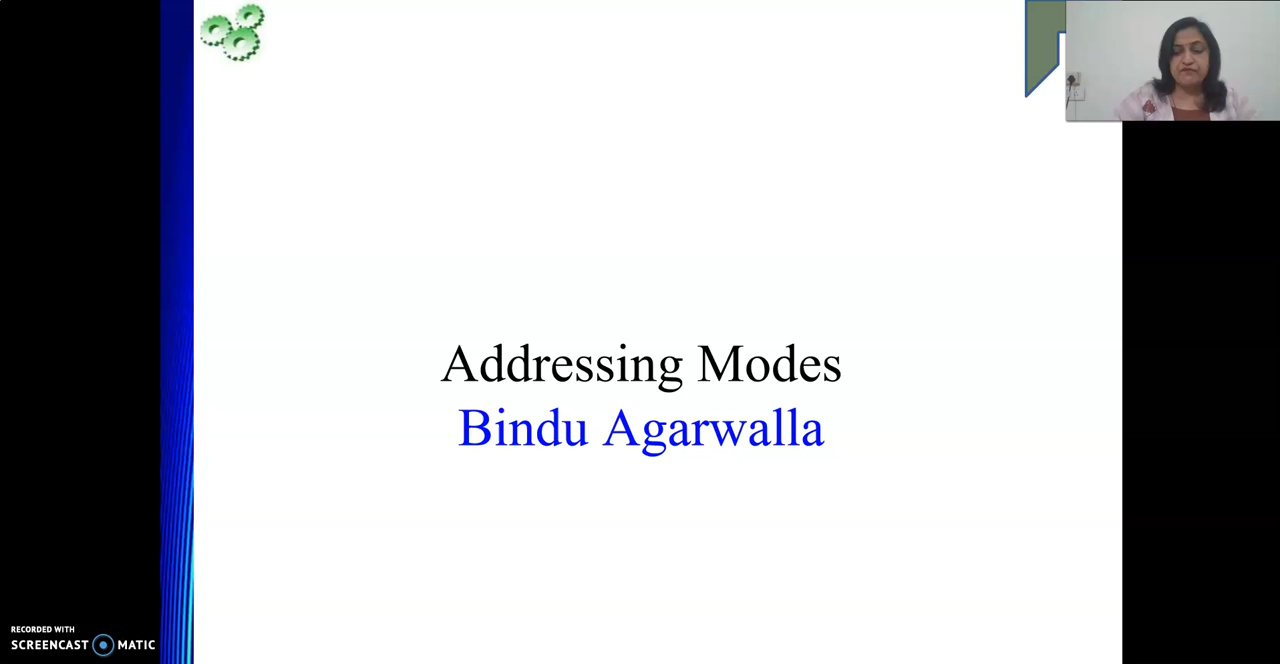 Addressing Modes
Bindu Agarwalla
RECORDED WITH
SCREENCAST MATIC